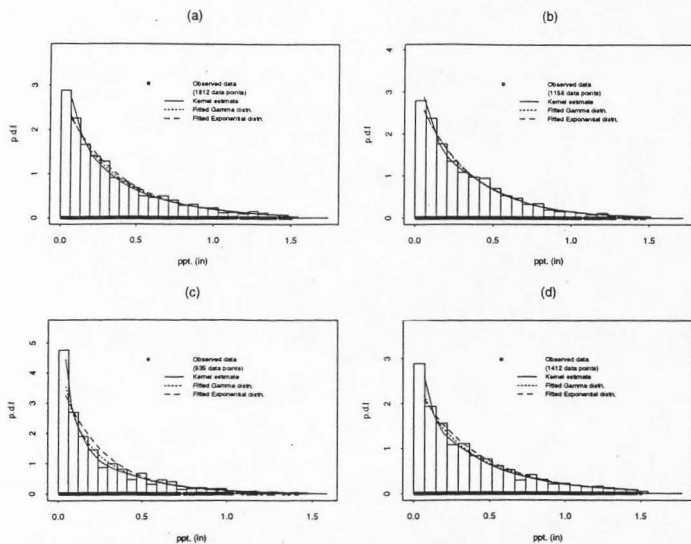 (a)
p.d.f
3
2
1
0
Observed data
(1812 data points)
Kernel estimate
Fitted Gamma distn.
Fitted Exponential distn.
0.0 0.5 1.0 1.5
ppt. (in)
(b)
p.d.f
4
3
2
1
0
Observed data
(1158 data points)
Kernel estimate
Fitted Gamma distn.
Fitted Exponential distn.
0.0 0.5 1.0 1.5
ppt. (in)
(c)
p.d.f
5
4
3
2
1
0
Observed data
data points)
Kernel estimate
Fitted Gamma distn.
Fitted Exponential distn.
0.0 0.5 1.0 1.5
ppt. (in)
(d)
p.d.f
3
2
1
0
Observed data
(1412 data points)
Kernel estimate
Fitted Gamma distn.
Fitted Exponential distn.
0.0 0.5 1.0 1.5
ppt. (in)